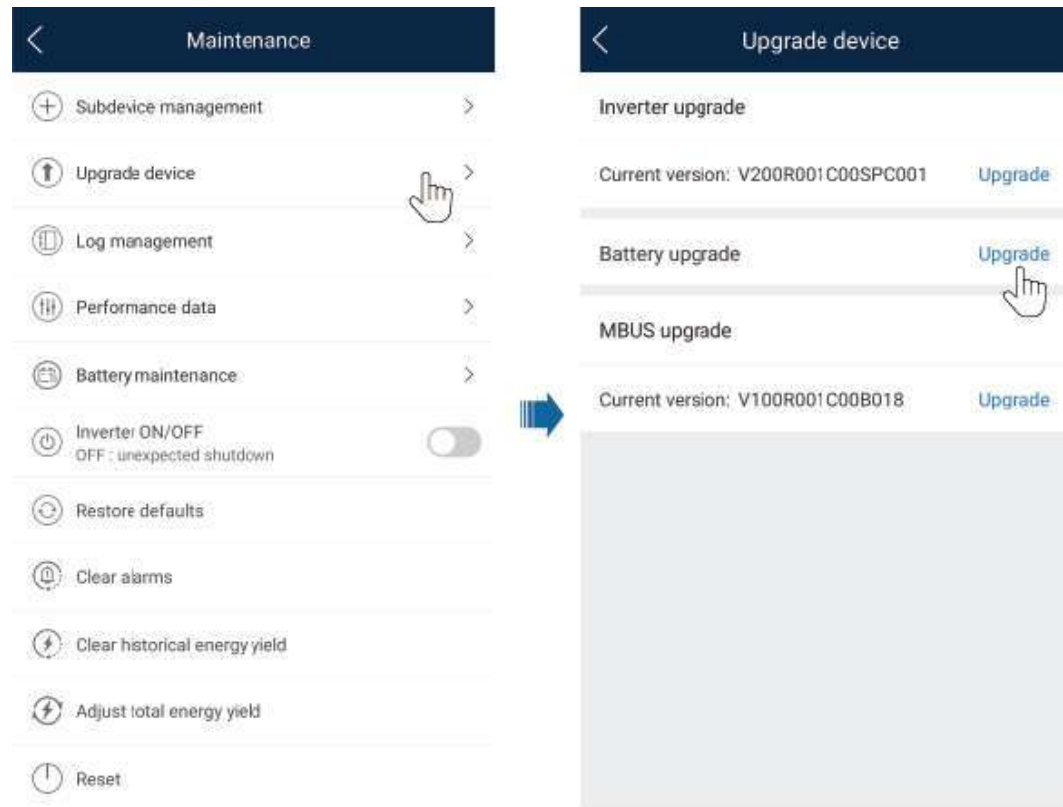 Maintenance
Subdevice management
Upgrade device
Log management
Performance data
Battery maintenance
Inverter ON/OFF
OFF : unexpected shutdown
Restore defaults
Clear alarms
Clear historical energy yield
Adjust total energy yield
Reset
Upgrade device
Inverter upgrade
Current version: V200R001C00SPC001 Upgrade
Battery upgrade Upgrade
MBUS upgrade
Current version: V100R001C00B018 Upgrade